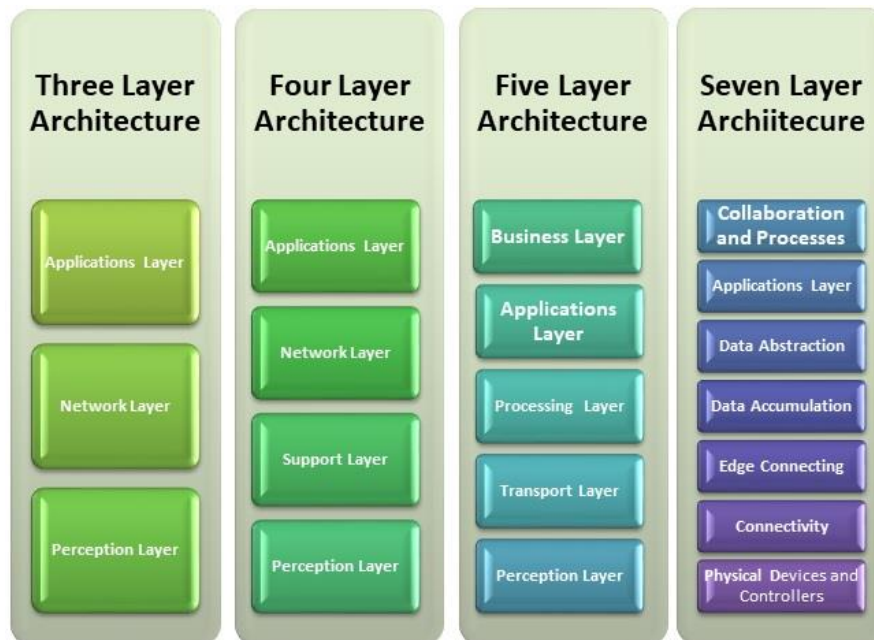 Three Layer
Architecture
Applications Layer
Network Layer
Perception Layer
Four Layer
Architecture
Applications Layer
Network Layer
Support Layer
Perception Layer
Five Layer
Architecture
Business Layer
Applications
Layer
Processing Layer
Transport Layer
Perception Layer
Seven Layer
Archiitecure
Collaboration
and Processes
Applications Layer
Data Abstraction
Data Accumulation
Edge Connecting
Connectivity
Physical Devices and
Controllers